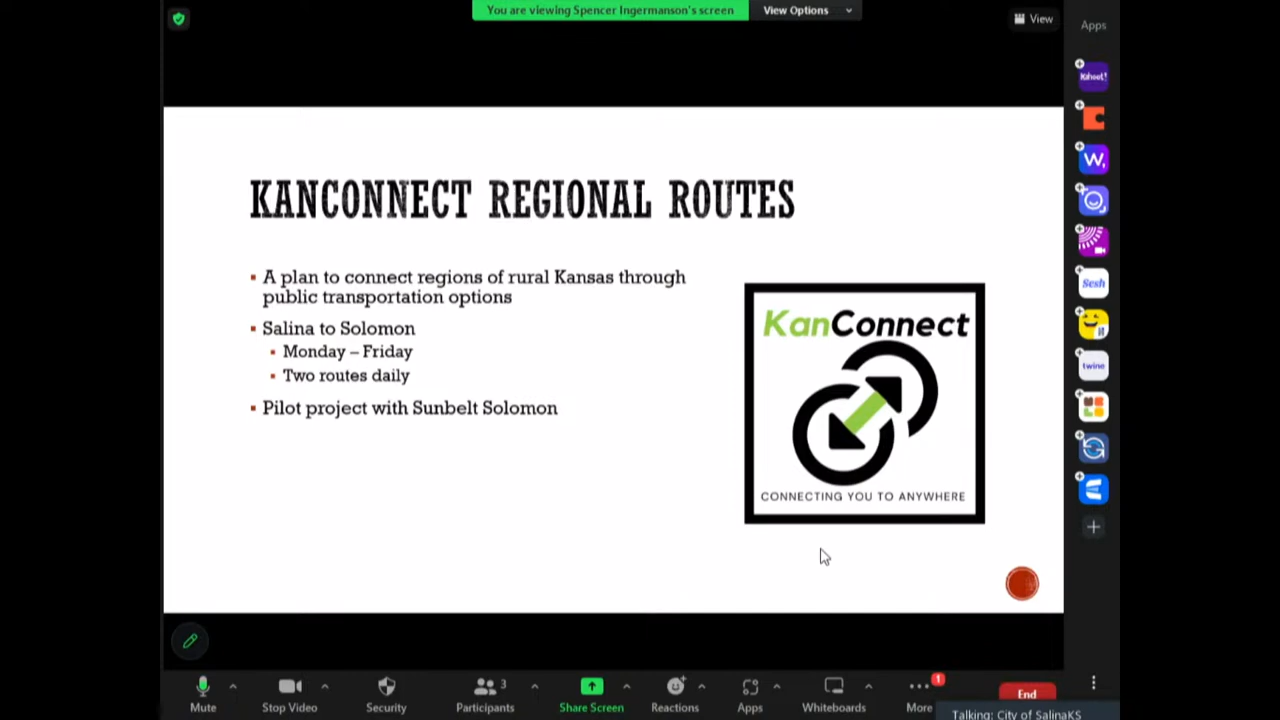 You are viewing Spencer Ingermanson's screen
View Options
View
Apps
Kahoot!
KANCONNECT REGIONAL ROUTES
A plan to connect regions of rural Kansas through
public transportation options
Salina to Solomon
Monday – Friday
Two routes daily
Pilot project with Sunbelt Solomon
KanConnect
CONNECTING YOU TO ANYWHERE
W,
Sesh
twine
Mute
Stop Video
Security
Participants
3
Share Screen
Reactions
Apps
Whiteboards
More
1
End
Talking: City of SalinaKS